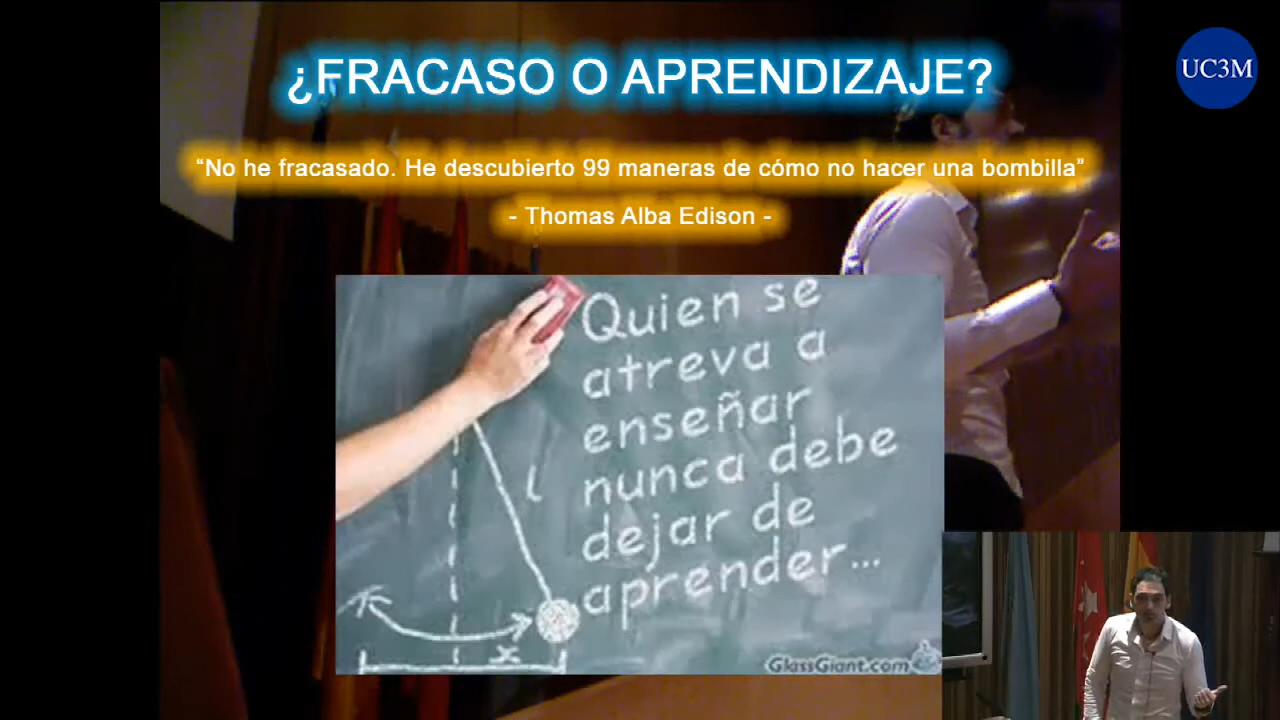 ¿FRACASO O APRENDIZAJE?
UC3M
“No he fracasado. He descubierto 99 maneras de cómo no hacer una bombilla”
- Thomas Alba Edison -
Quien se
atreva a
enseñar
nunca debe
dejar de
aprender...
l
x
GlassGiant.com